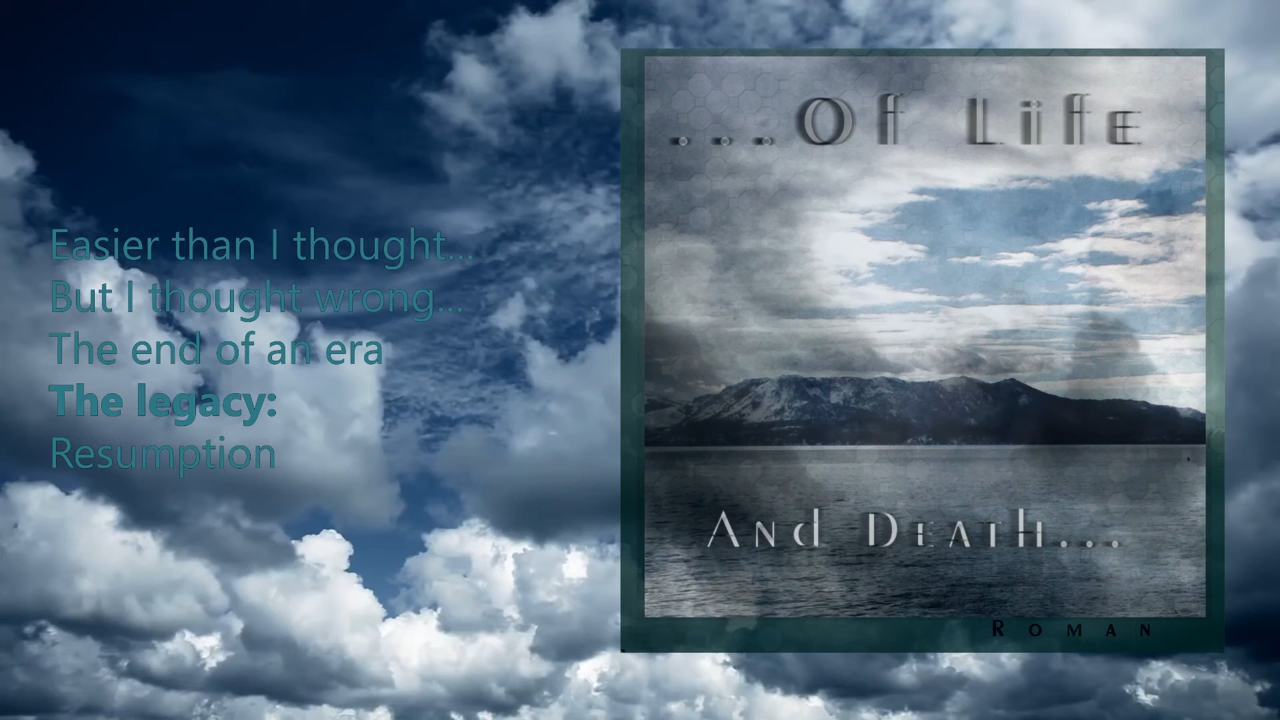 Easier than I thought...
But I thought wrong...
The end of an era
The legacy:
Resumption
...Of Life
And Death...
Roman